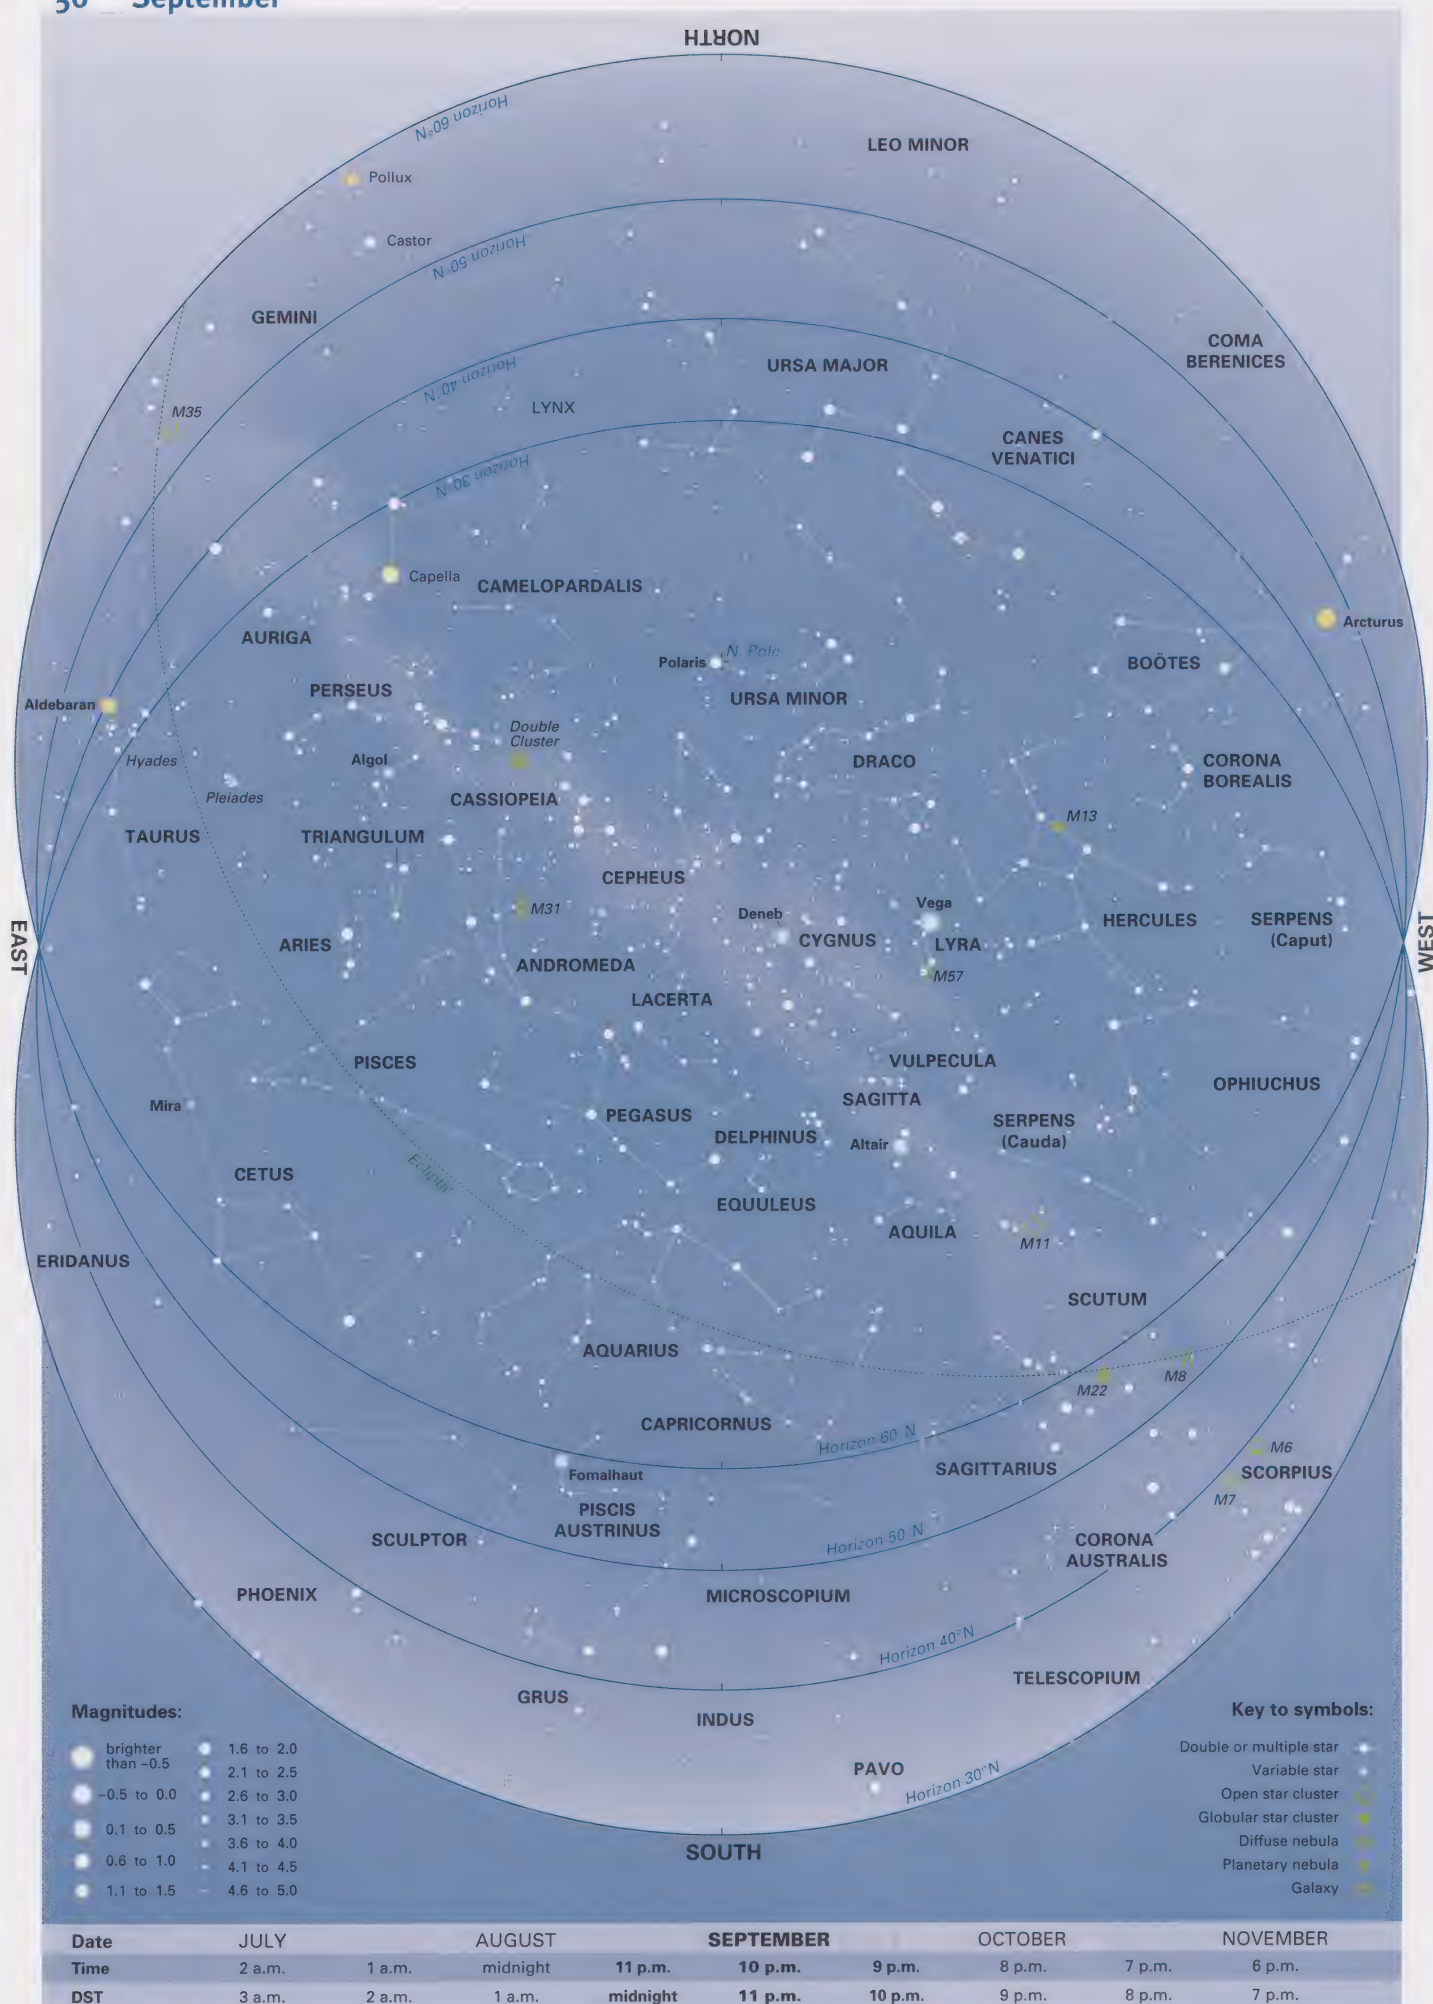 50 September
NORTH
Horizon 60°N
LEO MINOR
Pollux
Castor
Horizon 50°N
GEMINI
COMA
BERENICES
URSA MAJOR
Horizon 40°N
LYNX
M35
CANES
VENATICI
Horizon 30°N
Capella
CAMELOPARDALIS
AURIGA
Arcturus
N. Pole
Polaris
BOÖTES
PERSEUS
URSA MINOR
Aldebaran
Double
Cluster
Hyades
Algol
DRACO
CORONA
BOREALIS
Pleiades
CASSIOPEIA
M13
TAURUS
TRIANGULUM
CEPHEUS
M31
Deneb
Vega
HERCULES
SERPENS
(Caput)
EAST
WEST
ARIES
CYGNUS
LYRA
ANDROMEDA
M57
LACERTA
PISCES
VULPECULA
OPHIUCHUS
Mira
SAGITTA
PEGASUS
SERPENS
(Cauda)
DELPHINUS
Altair
CETUS
Ecliptic
EQUULEUS
AQUILA
M11
ERIDANUS
SCUTUM
AQUARIUS
M8
M22
CAPRICORNUS
Horizon 60°N
M6
Fomalhaut
SAGITTARIUS
SCORPIUS
M7
PISCIS
AUSTRINUS
SCULPTOR
Horizon 50°N
CORONA
AUSTRALIS
PHOENIX
MICROSCOPIUM
Horizon 40°N
TELESCOPIUM
GRUS
INDUS
PAVO
Horizon 30°N
SOUTH
Magnitudes:
brighter
than –0.5
–0.5 to 0.0
0.1 to 0.5
0.6 to 1.0
1.1 to 1.5
1.6 to 2.0
2.1 to 2.5
2.6 to 3.0
3.1 to 3.5
3.6 to 4.0
4.1 to 4.5
4.6 to 5.0
Key to symbols:
Double or multiple star
Variable star
Open star cluster
Globular star cluster
Diffuse nebula
Planetary nebula
Galaxy
Date JULY AUGUST SEPTEMBER OCTOBER NOVEMBER
Time 2 a.m. 1 a.m. midnight 11 p.m. 10 p.m. 9 p.m. 8 p.m. 7 p.m. 6 p.m.
DST 3 a.m. 2 a.m. 1 a.m. midnight 11 p.m. 10 p.m. 9 p.m. 8 p.m. 7 p.m.